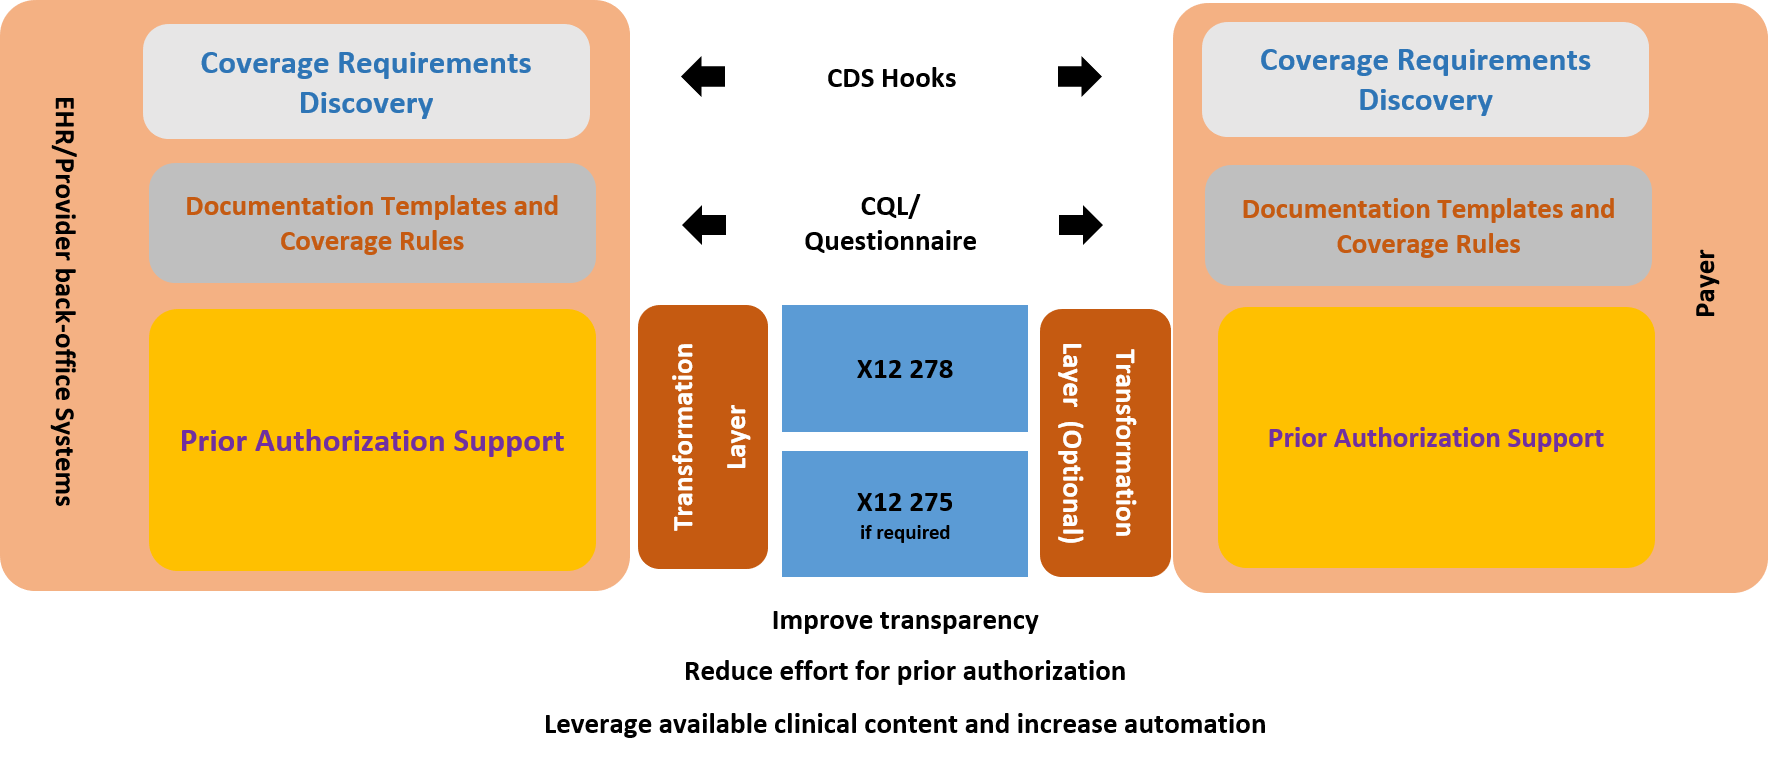 EHR/Provider back-office Systems
Coverage Requirements
Discovery
Documentation Templates and
Coverage Rules
Prior Authorization Support
CDS Hooks
CQL/
Questionnaire
Transformation
Layer
X12 278
X12 275
if required
Transformation
Layer (Optional)
Coverage Requirements
Discovery
Documentation Templates and
Coverage Rules
Prior Authorization Support
Payer
Improve transparency
Reduce effort for prior authorization
Leverage available clinical content and increase automation